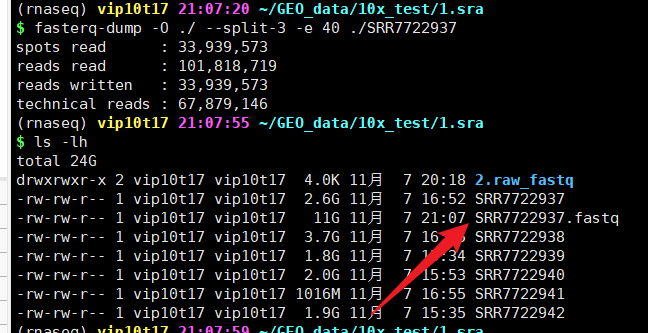 (rnaseq) vip10t17 21:07:20 ~/GEO_data/10x_test/1.sra
$ fasterq-dump -O ./ --split-3 -e 40 ./SRR7722937
spots read      : 33,939,573
reads read      : 101,818,719
reads written   : 33,939,573
technical reads : 67,879,146
(rnaseq) vip10t17 21:07:55 ~/GEO_data/10x_test/1.sra
$ ls -lh
total 24G
drwxrwxr-x 2 vip10t17 vip10t17  4.0K 11月  7 20:18 2.raw_fastq
-rw-rw-r-- 1 vip10t17 vip10t17  2.6G 11月  7 16:52 SRR7722937
-rw-rw-r-- 1 vip10t17 vip10t17   11G 11月  7 21:07 SRR7722937.fastq
-rw-rw-r-- 1 vip10t17 vip10t17  3.7G 11月  7 SRR7722938
-rw-rw-r-- 1 vip10t17 vip10t17  1.8G 11月  7 SRR7722939
-rw-rw-r-- 1 vip10t17 vip10t17  2.0G 11月  7 15:53 SRR7722940
-rw-rw-r-- 1 vip10t17 vip10t17 1016M 11月  7 16:55 SRR7722941
-rw-rw-r-- 1 vip10t17 vip10t17  1.9G 11月  7 15:35 SRR7722942
(rnaseq) vip10t17 21:07:59 ~/GEO_data/10x_test/1.sra